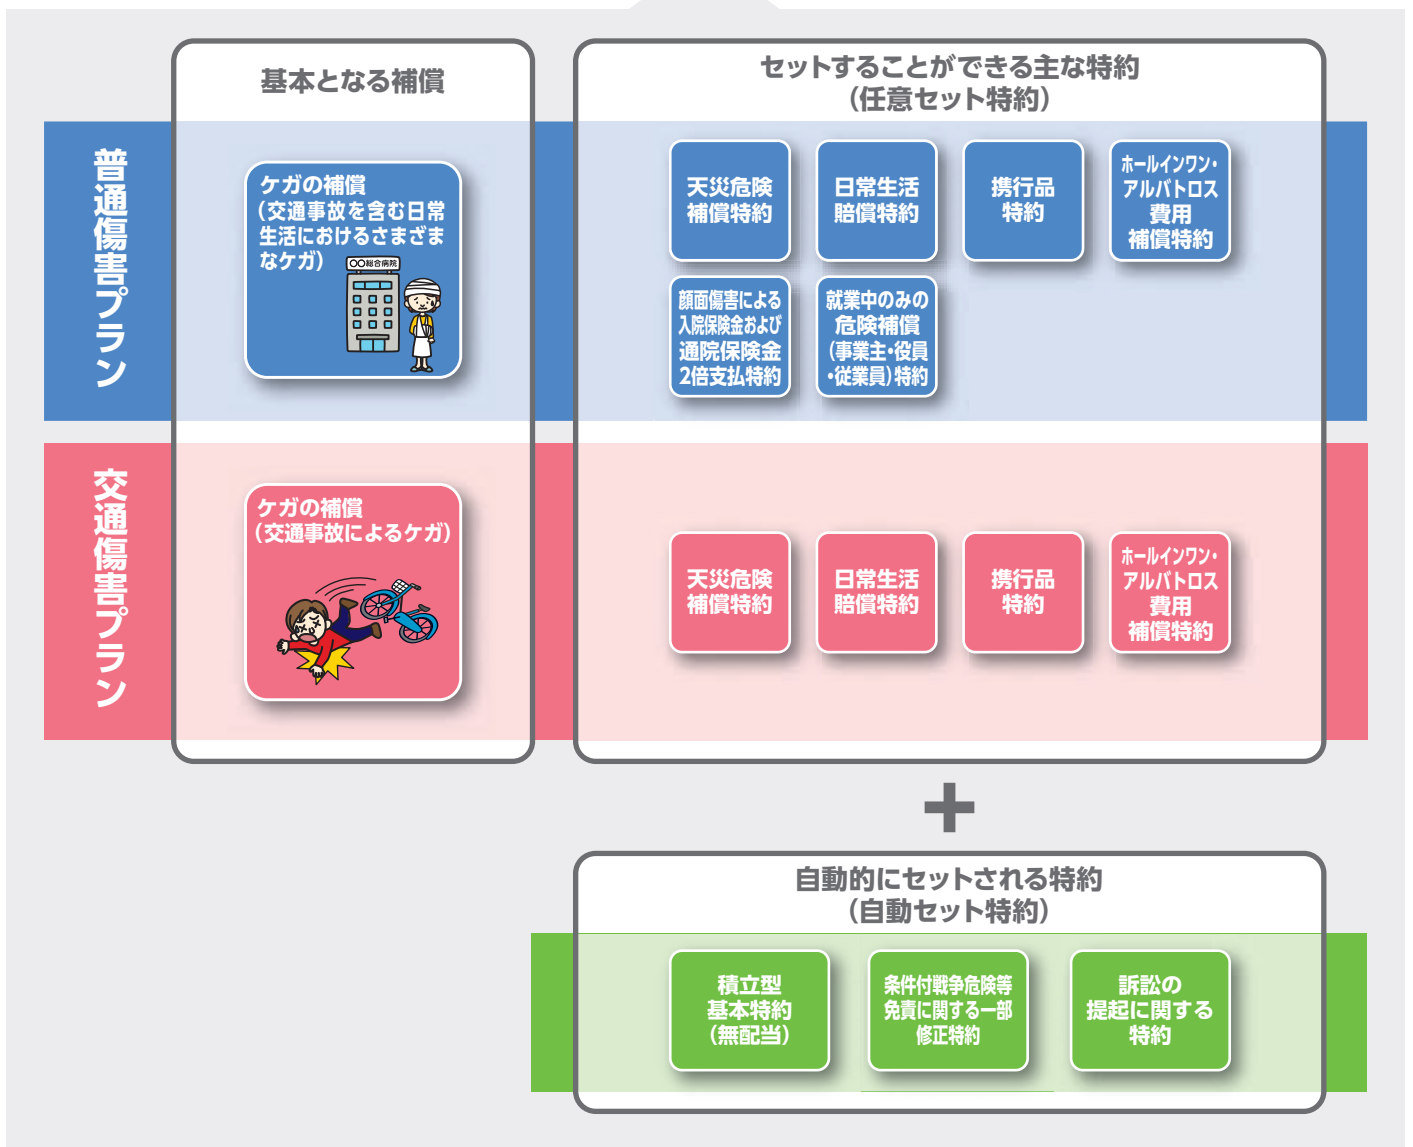 基本となる補償
セットすることができる主な特約
(任意セット特約)
普通傷害プラン
ケガの補償
(交通事故を含む日常
生活におけるさまざま
なケガ)
〇〇総合病院
天災危険
補償特約
日常生活
賠償特約
携行品
特約
ホールインワン・
アルバトロス
費用
補償特約
顔面傷害による
入院保険金および
通院保険金
2倍支払特約
就業中のみの
危険補償
(事業主・役員
・従業員)特約
交通傷害プラン
ケガの補償
(交通事故によるケガ)
天災危険
補償特約
日常生活
賠償特約
携行品
特約
ホールインワン・
アルバトロス
費用
補償特約
+
自動的にセットされる特約
(自動セット特約)
積立型
基本特約
(無配当)
条件付戦争危険等
免責に関する一部
修正特約
訴訟の
提起に関する
特約